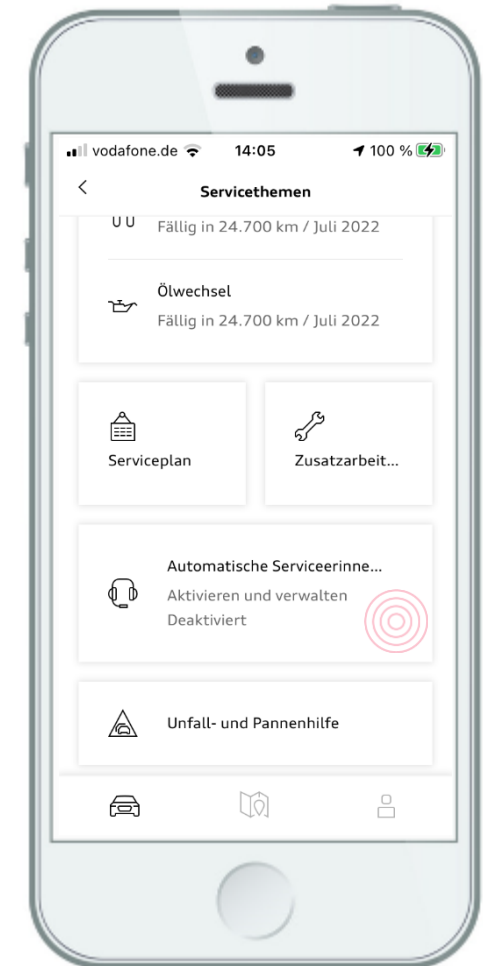 vodafone.de 14:05 100 %
Servicethemen
Fällig in 24.700 km / Juli 2022
Ölwechsel
Fällig in 24.700 km / Juli 2022
Serviceplan
Zusatzarbeit...
Automatische Serviceerinne...
Aktivieren und verwalten
Deaktiviert
Unfall- und Pannenhilfe